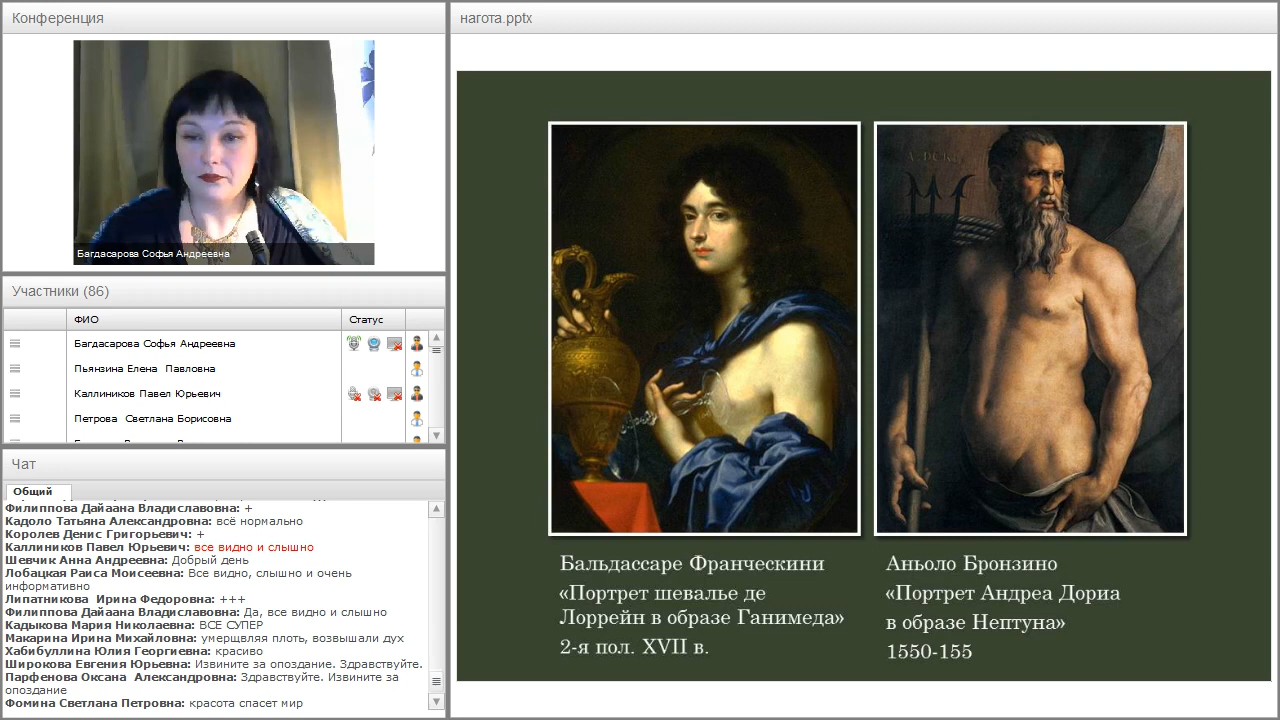 Конференция
Багдасарова Софья Андреевна
Участники (86)
ФИО
Статус
Багдасарова Софья Андреевна
Пьянзина Елена Павловна
Каллиников Павел Юрьевич
Петрова Светлана Борисовна
Чат
Общий
Филиппова Дайаана Владиславовна: +
Кадоло Татьяна Александровна: всё нормально
Королев Денис Григорьевич: +
Каллиников Павел Юрьевич: все видно и слышно
Шевчик Анна Андреевна: Добрый день
Лобацкая Раиса Моисеевна: Все видно, слышно и очень
информативно
Липатникова Ирина Федоровна: +++
Филиппова Дайаана Владиславовна: Да, все видно и слышно
Кадыкова Мария Николаевна: ВСЕ СУПЕР
Макарина Ирина Михайловна: умерщвляя плоть, возвышали дух
Хабибуллина Юлия Георгиевна: красиво
Широкова Евгения Юрьевна: Извините за опоздание. Здравствуйте.
Парфенова Оксана Александровна: Здравствуйте. Извините за
опоздание
Фомина Светлана Петровна: красота спасет мир
нагота.pptx
Бальдассаре Франческини
«Портрет шевалье де
Лоррейн в образе Ганимеда»
2-я пол. XVII в.
Аньоло Бронзино
«Портрет Андреа Дориа
в образе Нептуна»
1550-155